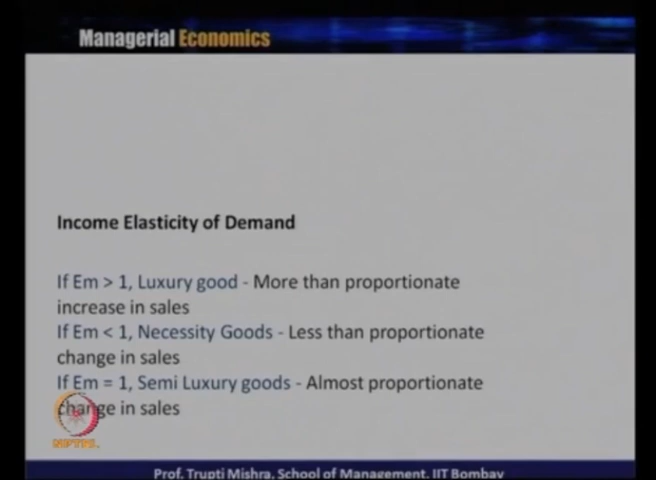 Managerial Economics
Income Elasticity of Demand
If Em > 1, Luxury good - More than proportionate
increase in sales
If Em < 1, Necessity Goods - Less than proportionate
change in sales
If Em = 1, Semi Luxury goods - Almost proportionate
change in sales
NPTEL
Prof. Trupti Mishra, School of Management, IIT Bombay